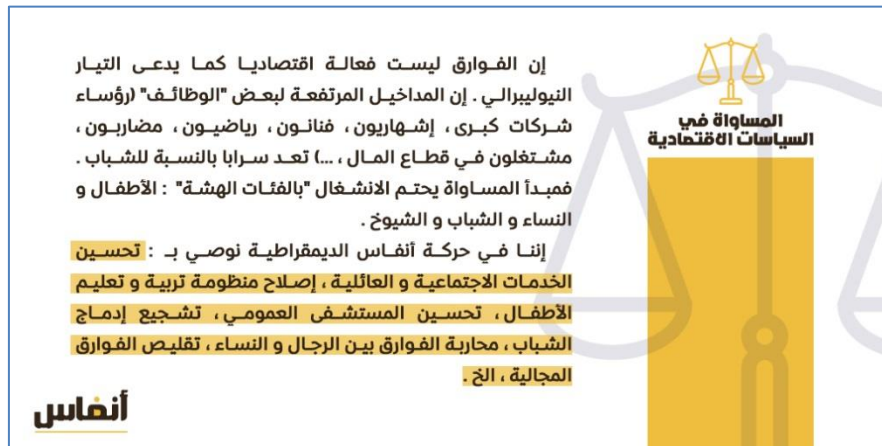 المساواة في
السياسات الاقتصادية
إن الفوارق ليست فعالة اقتصاديا كما يدعى التيار
النيوليبرالي . إن المداخيل المرتفعة لبعض "الوظائف" (رؤساء
شركات كبرى ، إشهاريون ، فنانون ، رياضيون ، مضاربون ،
مشتغلون في قطاع المال ، ...) تعد سرابا بالنسبة للشباب .
فمبدأ المساواة يحتم الانشغال "بالفئات الهشة" : الأطفال و
النساء و الشباب و الشيوخ .
إننا في حركة أنفاس الديمقراطية نوصي بـ : تحسين
الخدمات الاجتماعية و العائلية ، إصلاح منظومة تربية و تعليم
الأطفال ، تحسين المستشفى العمومي ، تشجيع إدماج
الشباب ، محاربة الفوارق بين الرجال و النساء ، تقليص الفوارق
المجالية ، الخ .
أنفاس